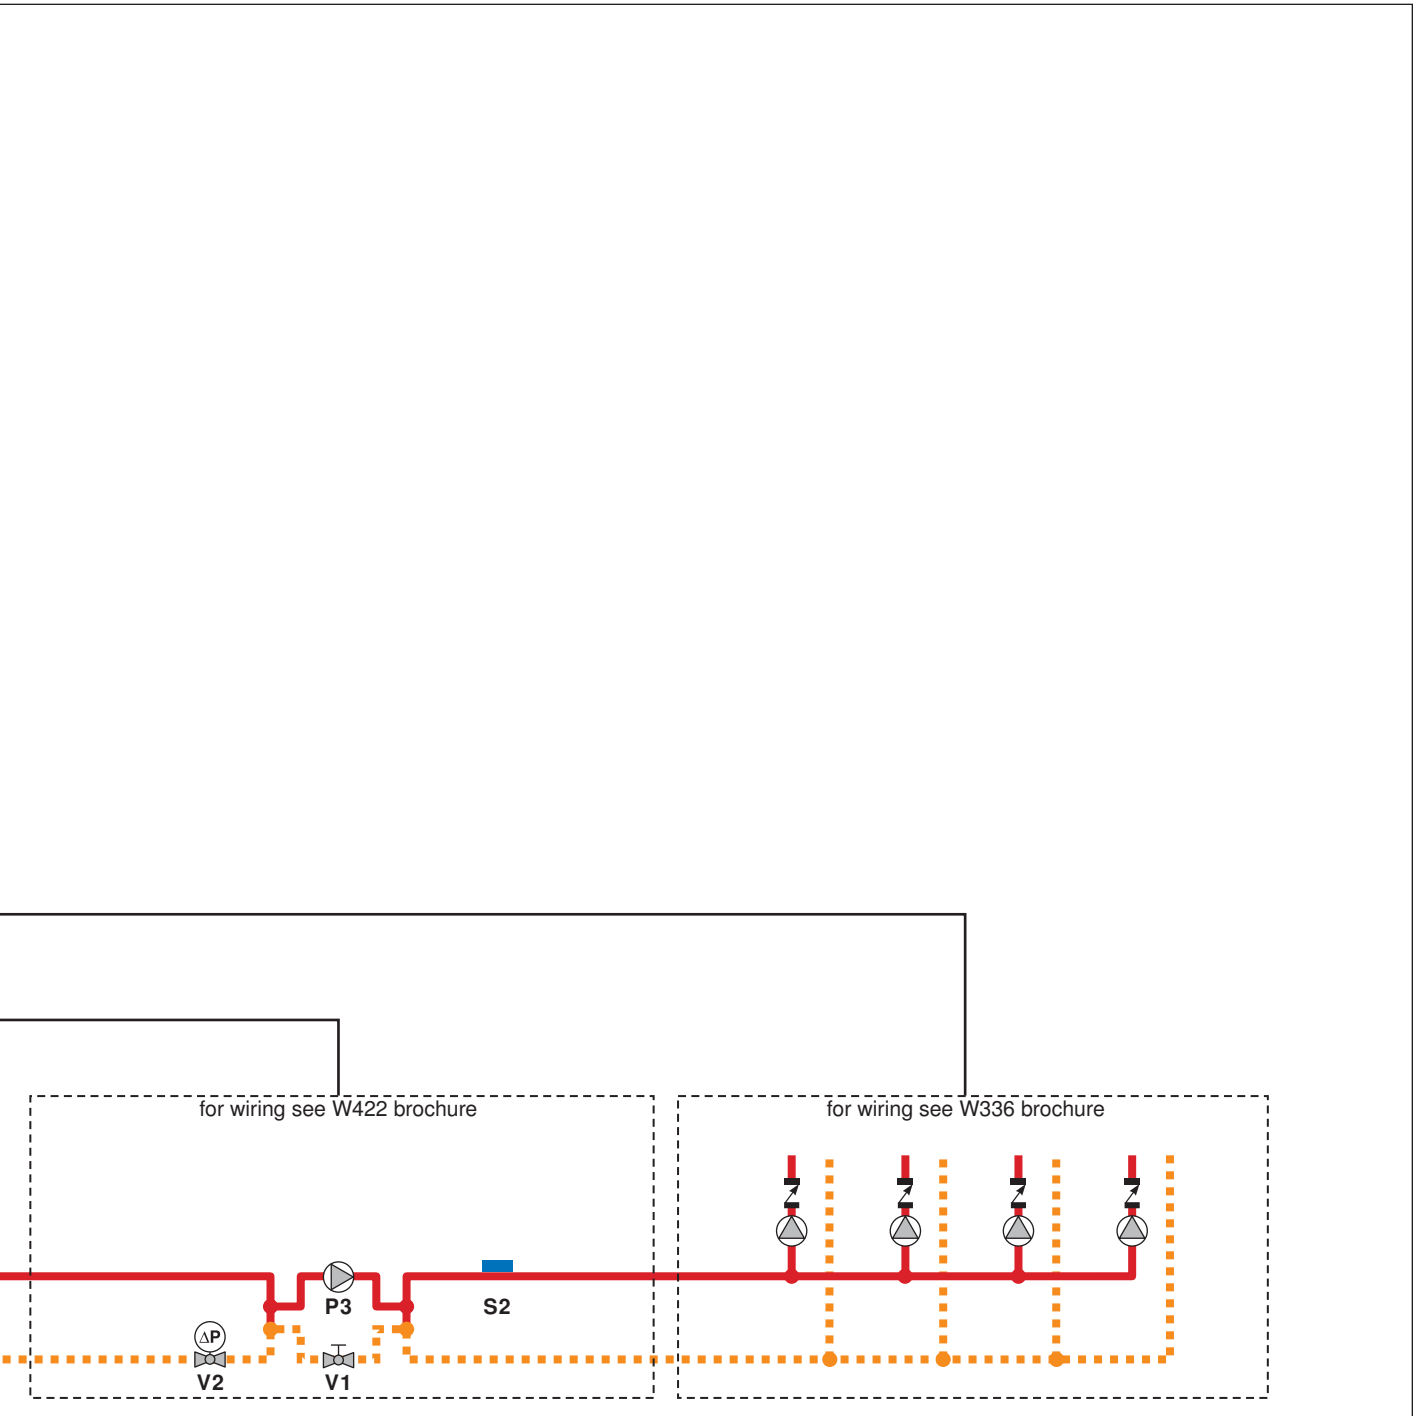 for wiring see W422 brochure
for wiring see W336 brochure
P3
S2
ΔP
V2
V1